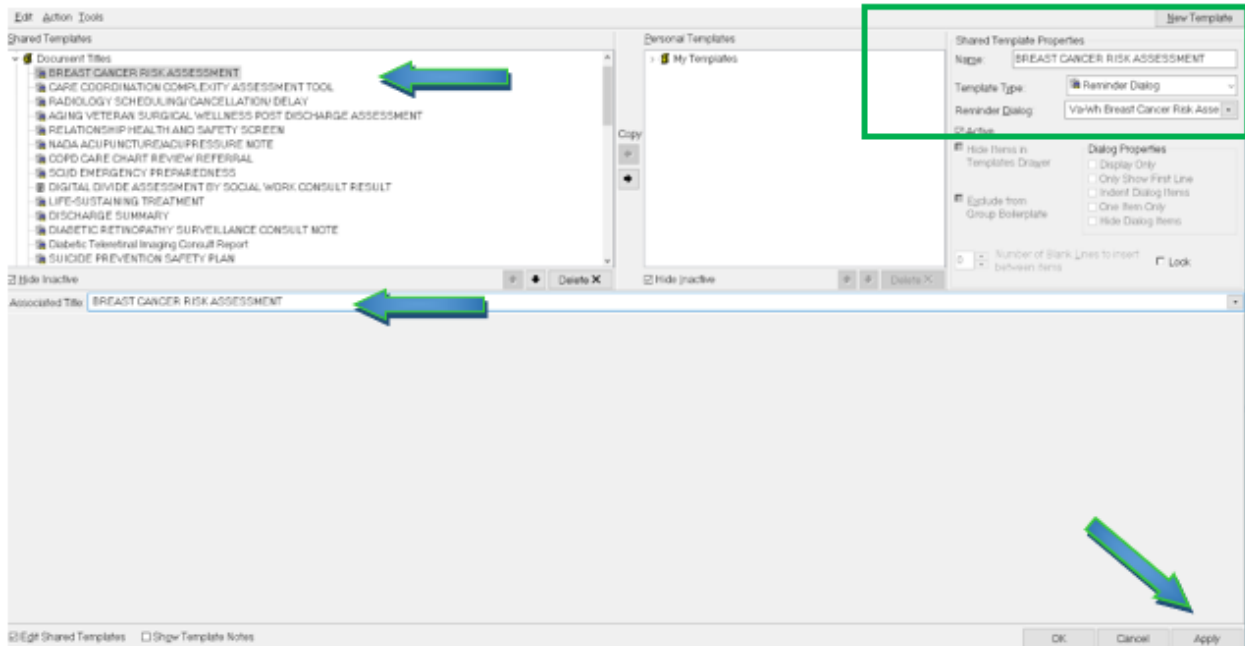 Edit Action Tools
New Template
Shared Templates
Document Titles
BREAST CANCER RISK ASSESSMENT
CARE COORDINATION COMPLEXITY ASSESSMENT TOOL
RADIOLOGY SCHEDULING/CANCELLATION/DELAY
AGING VETERAN SURGICAL WELLNESS POST DISCHARGE ASSESSMENT
RELATIONSHIP HEALTH AND SAFETY SCREEN
NADA ACUPUNCTURE/ACUPRESSURE NOTE
COPD CARE CHART REVIEW REFERRAL
SCI/D EMERGENCY PREPAREDNESS
DIGITAL DIVIDE ASSESSMENT BY SOCIAL WORK CONSULT RESULT
LIFE-SUSTAINING TREATMENT
DISCHARGE SUMMARY
DIABETIC RETINOPATHY SURVEILLANCE CONSULT NOTE
Diabetic Teleretinal Imaging Consult Report
SUICIDE PREVENTION SAFETY PLAN
Hide Inactive
Delete X
Copy
Personal Templates
My Templates
Hide Inactive
Delete X
Shared Template Properties
Name: BREAST CANCER RISK ASSESSMENT
Template Type: Reminder Dialog
Reminder Dialog: Va-Wh Breast Cancer Risk Asse
Active
Hide Items in
Templates Drawer
Exclude from
Group Boilerplate
Dialog Properties
Display Only
Only Show First Line
Indent Dialog Items
One Item Only
Hide Dialog Items
0 Number of Blank Lines to insert
between items
Lock
Associated Title: BREAST CANCER RISK ASSESSMENT
Edit Shared Templates Show Template Notes
OK Cancel Apply